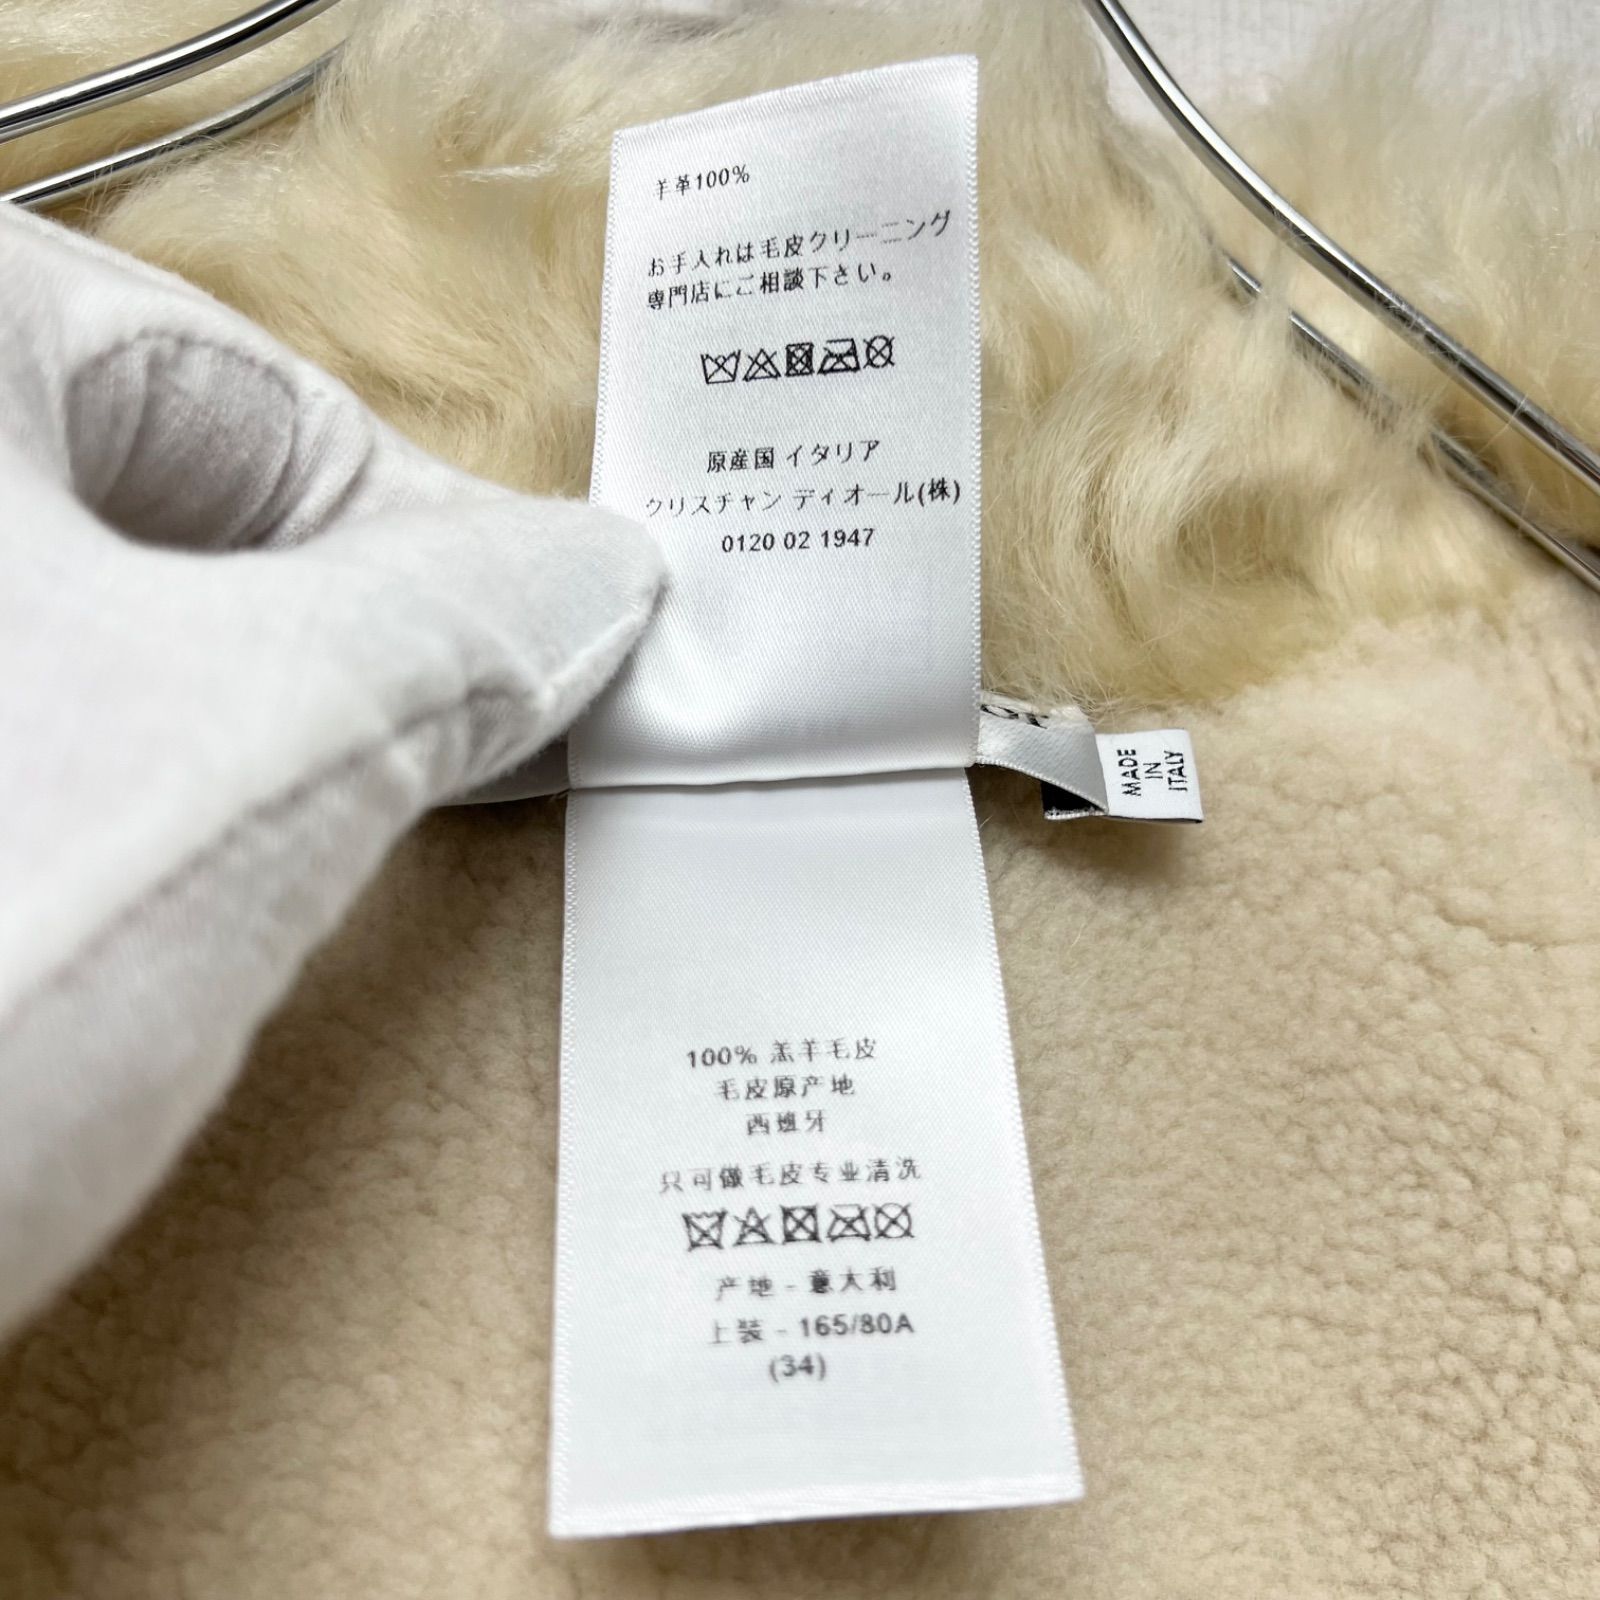 羊革100%
お手入れは毛皮クリーニング
専門店にご相談下さい。
原産国 イタリア
クリスチャン ディオール(株)
0120 02 1947
MADE
IN
ITALY
100% 羔羊毛皮
毛皮原产地
西班牙
只可做毛皮专业清洗
产地 - 意大利
上装 - 165/80A
(34)